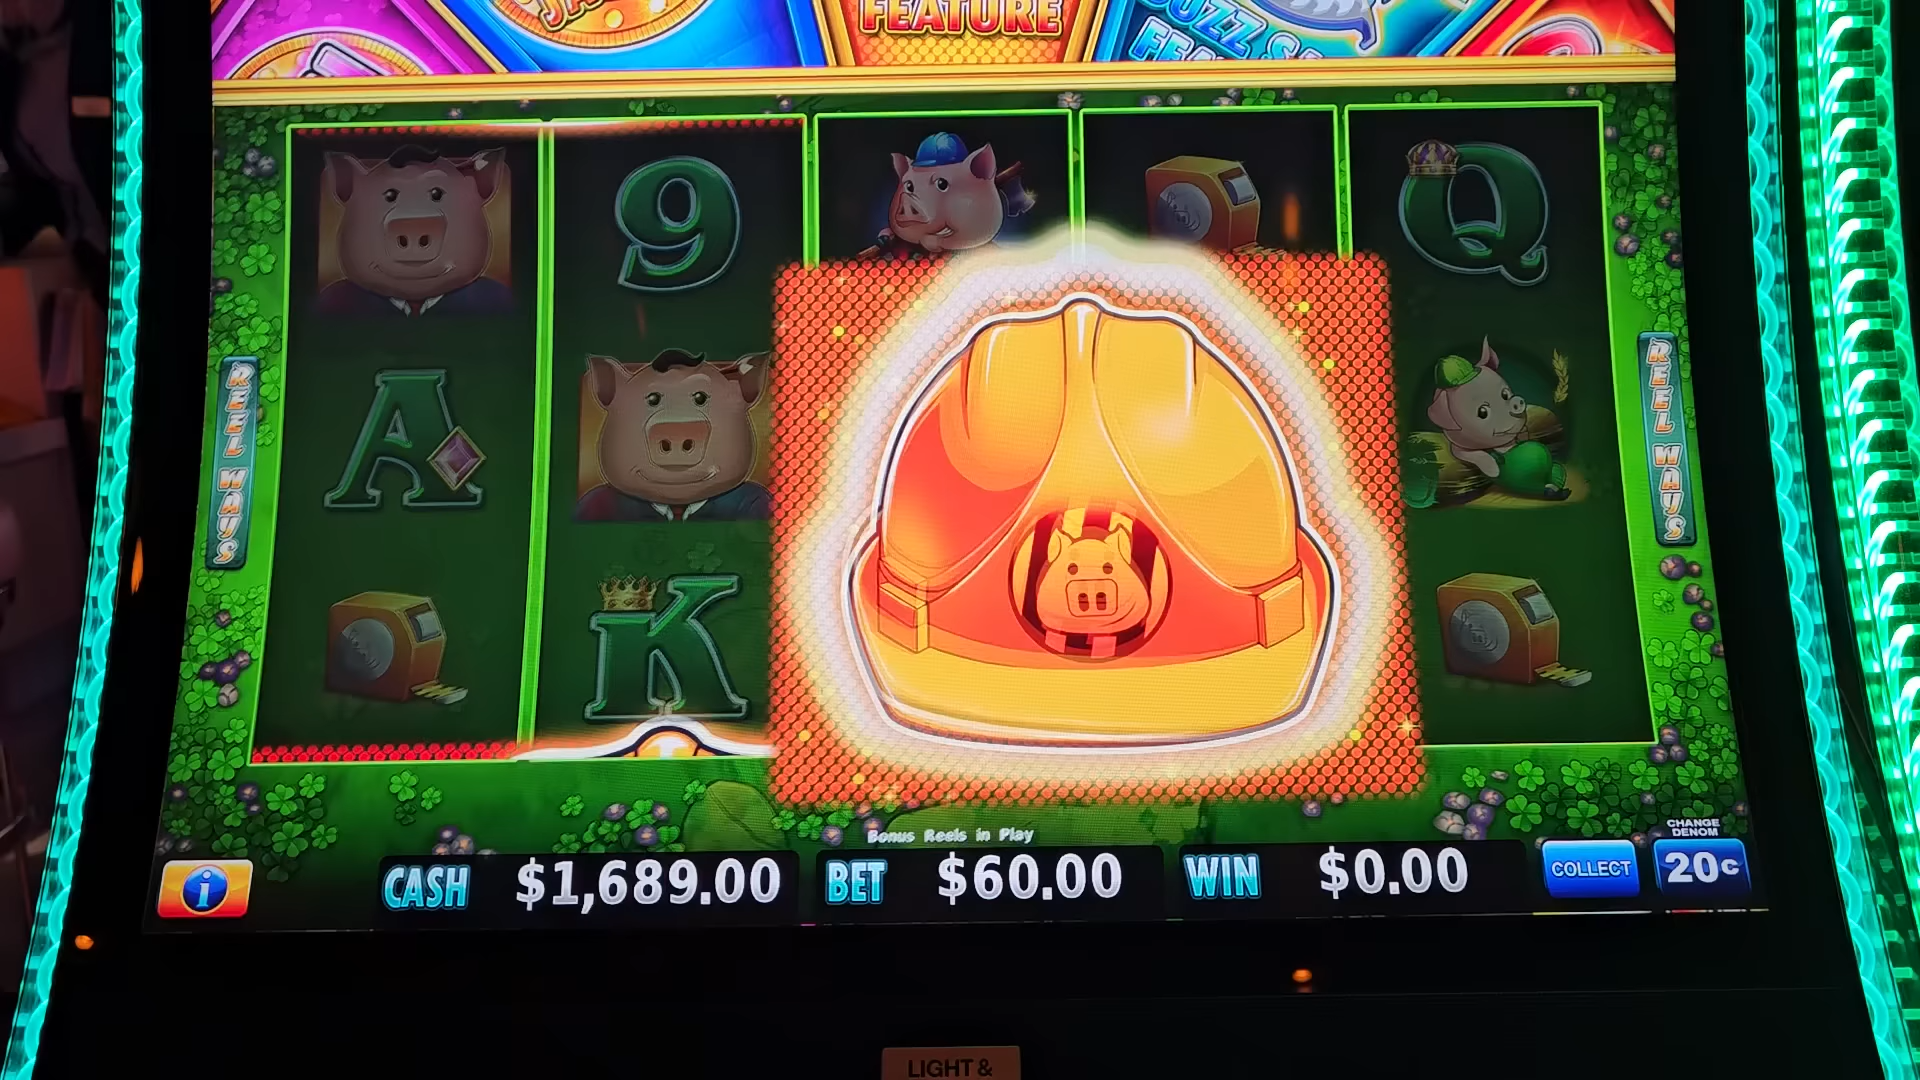 FEATURE
BUZZ
REEL WAYS
REEL WAYS
9
Q
A
K
Bonus Reels in Play
CASH $1,689.00 BET $60.00 WIN $0.00
COLLECT
CHANGE
DENOM
20¢
i
LIGHT &